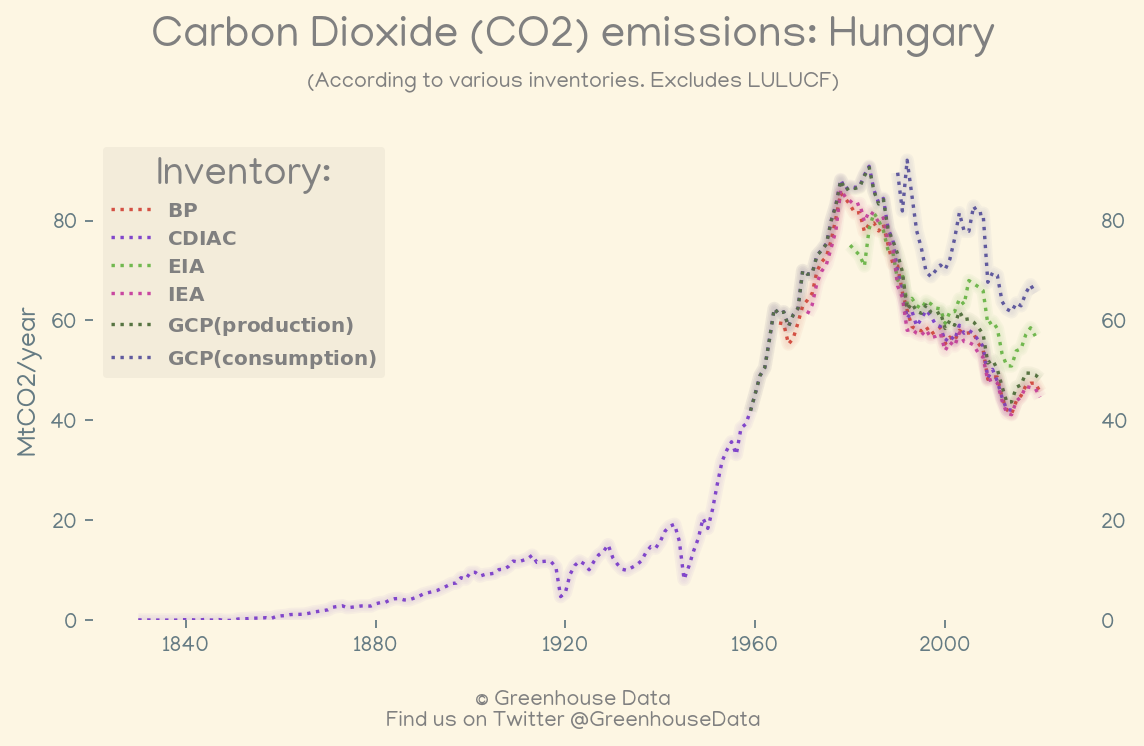 Carbon Dioxide (CO2) emissions: Hungary
(According to various inventories. Excludes LULUCF)
Inventory:
BP
CDIAC
EIA
IEA
GCP(production)
GCP(consumption)
MtCO2/year
80
60
40
20
0
80
60
40
20
0
1840 1880 1920 1960 2000
© Greenhouse Data
Find us on Twitter @GreenhouseData